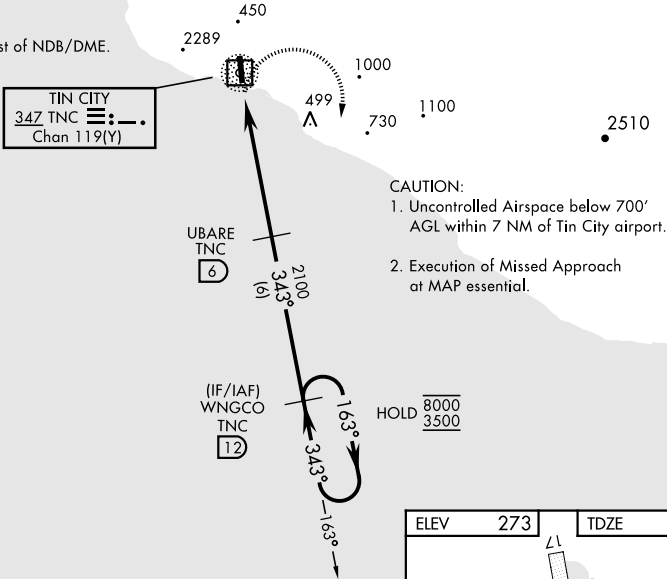 450
st of NDB/DME.
2289
1000
TIN CITY
347 TNC
Chan 119(Y)
499
730
1100
2510
CAUTION:
1. Uncontrolled Airspace below 700'
AGL within 7 NM of Tin City airport.
2. Execution of Missed Approach
at MAP essential.
UBARE
TNC
6
2100
343°
(6)
(IF/IAF)
WNGCO
TNC
12
163°
343°
HOLD 8000
3500
163°
ELEV 273
TDZE
17